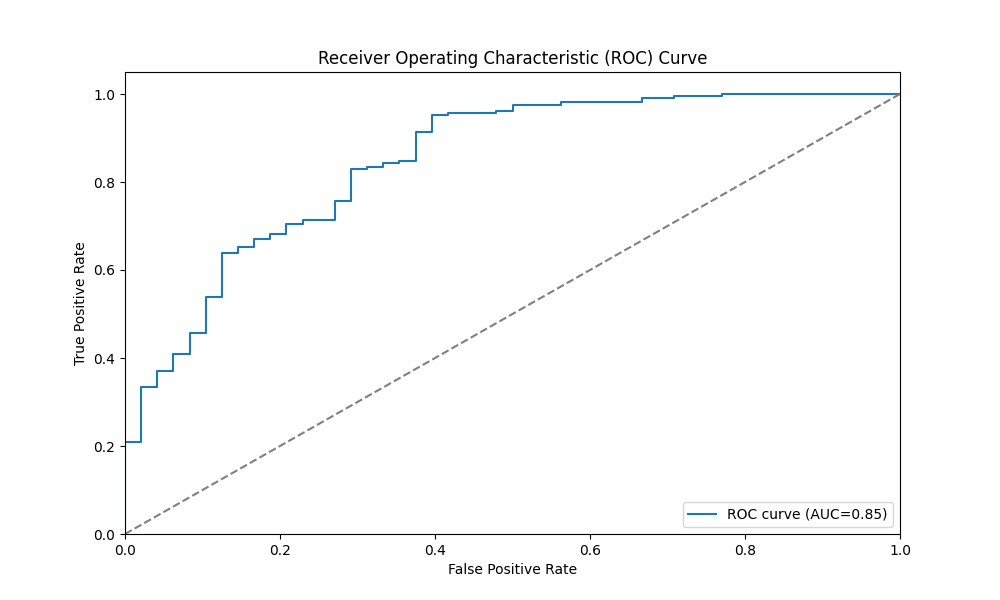 Receiver Operating Characteristic (ROC) Curve
1.0
0.8
0.6
0.4
0.2
0.0
True Positive Rate
ROC curve (AUC=0.85)
0.0 0.2 0.4 0.6 0.8 1.0
False Positive Rate